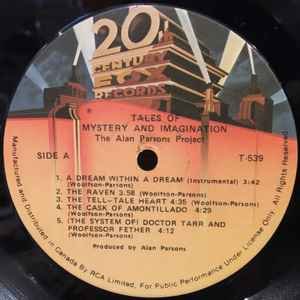 20th
CENTURY
FOX
RECORDS
TALES OF
MYSTERY AND IMAGINATION
The Alan Parsons Project
SIDE A
T-539
1. A DREAM WITHIN A DREAM (Instrumental) 3:42
(Woolfson-Parsons)
2. THE RAVEN 3.58 (Woolfson-Parsons)
3. THE TELL-TALE HEART 4:35 (Woolfson-Parsons)
4. THE CASK OF AMONTILLADO 4:29
(Woolfson-Parsons)
5. (THE SYSTEM OF) DOCTOR TARR AND
PROFESSOR FETHER 4:12
(Woolfson-Parsons)
Produced by Alan Parsons
Manufactured and Distributed in Canada By RCA Limited, For Public Performance Under License Only. All Rights Reserved.